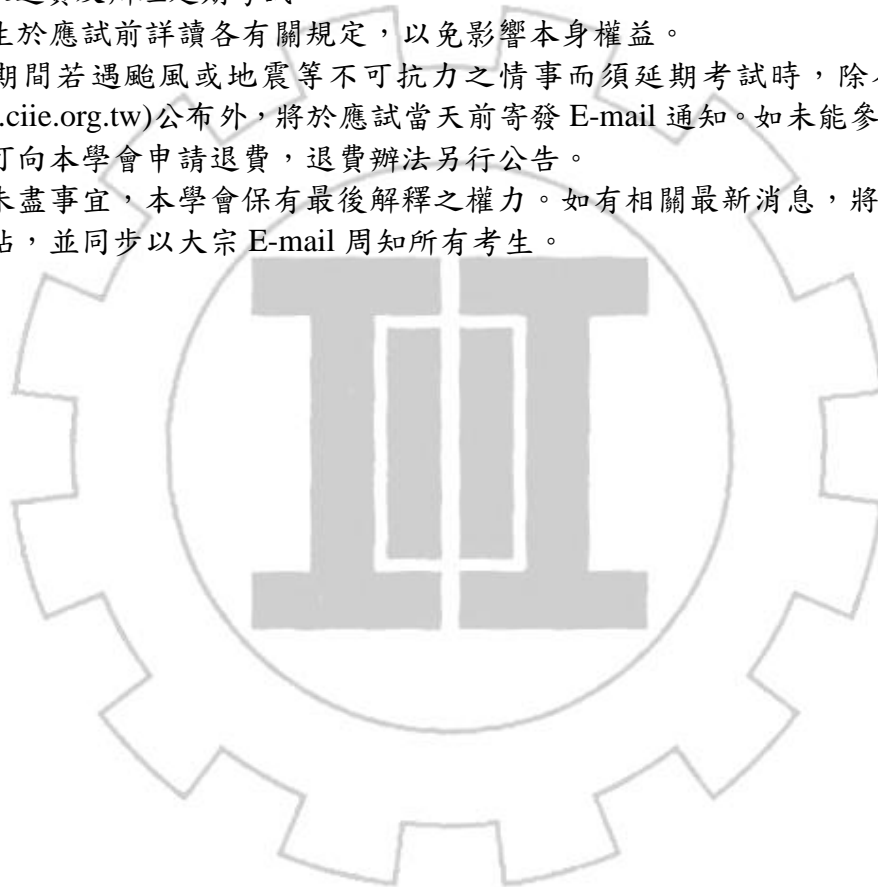 生於應試前詳讀各有關規定，以免影響本身權益。
期間若遇颱風或地震等不可抗力之情事而須延期考試時，除
.ciie.org.tw)公布外，將於應試當天前寄發 E-mail 通知。如未能參
可向本學會申請退費，退費辦法另行公告。
未盡事宜，本學會保有最後解釋之權力。如有相關最新消息，將
站，並同步以大宗 E-mail 周知所有考生。